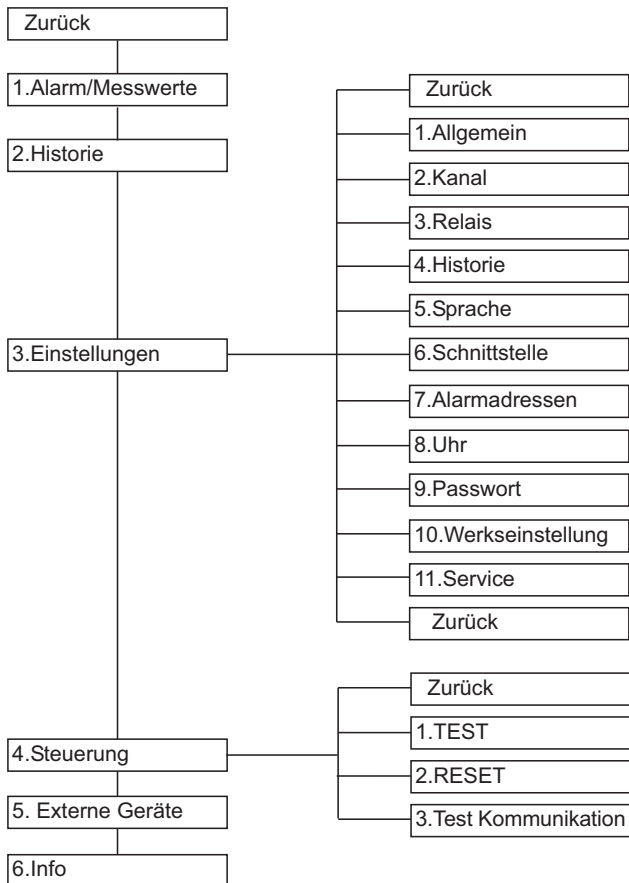 Zurück
1.Alarm/Messwerte
2.Historie
3.Einstellungen
Zurück
1.Allgemein
2.Kanal
3.Relais
4.Historie
5.Sprache
6.Schnittstelle
7.Alarmadressen
8.Uhr
9.Passwort
10.Werkseinstellung
11.Service
Zurück
4.Steuerung
Zurück
1.TEST
2.RESET
3.Test Kommunikation
5. Externe Geräte
6.Info